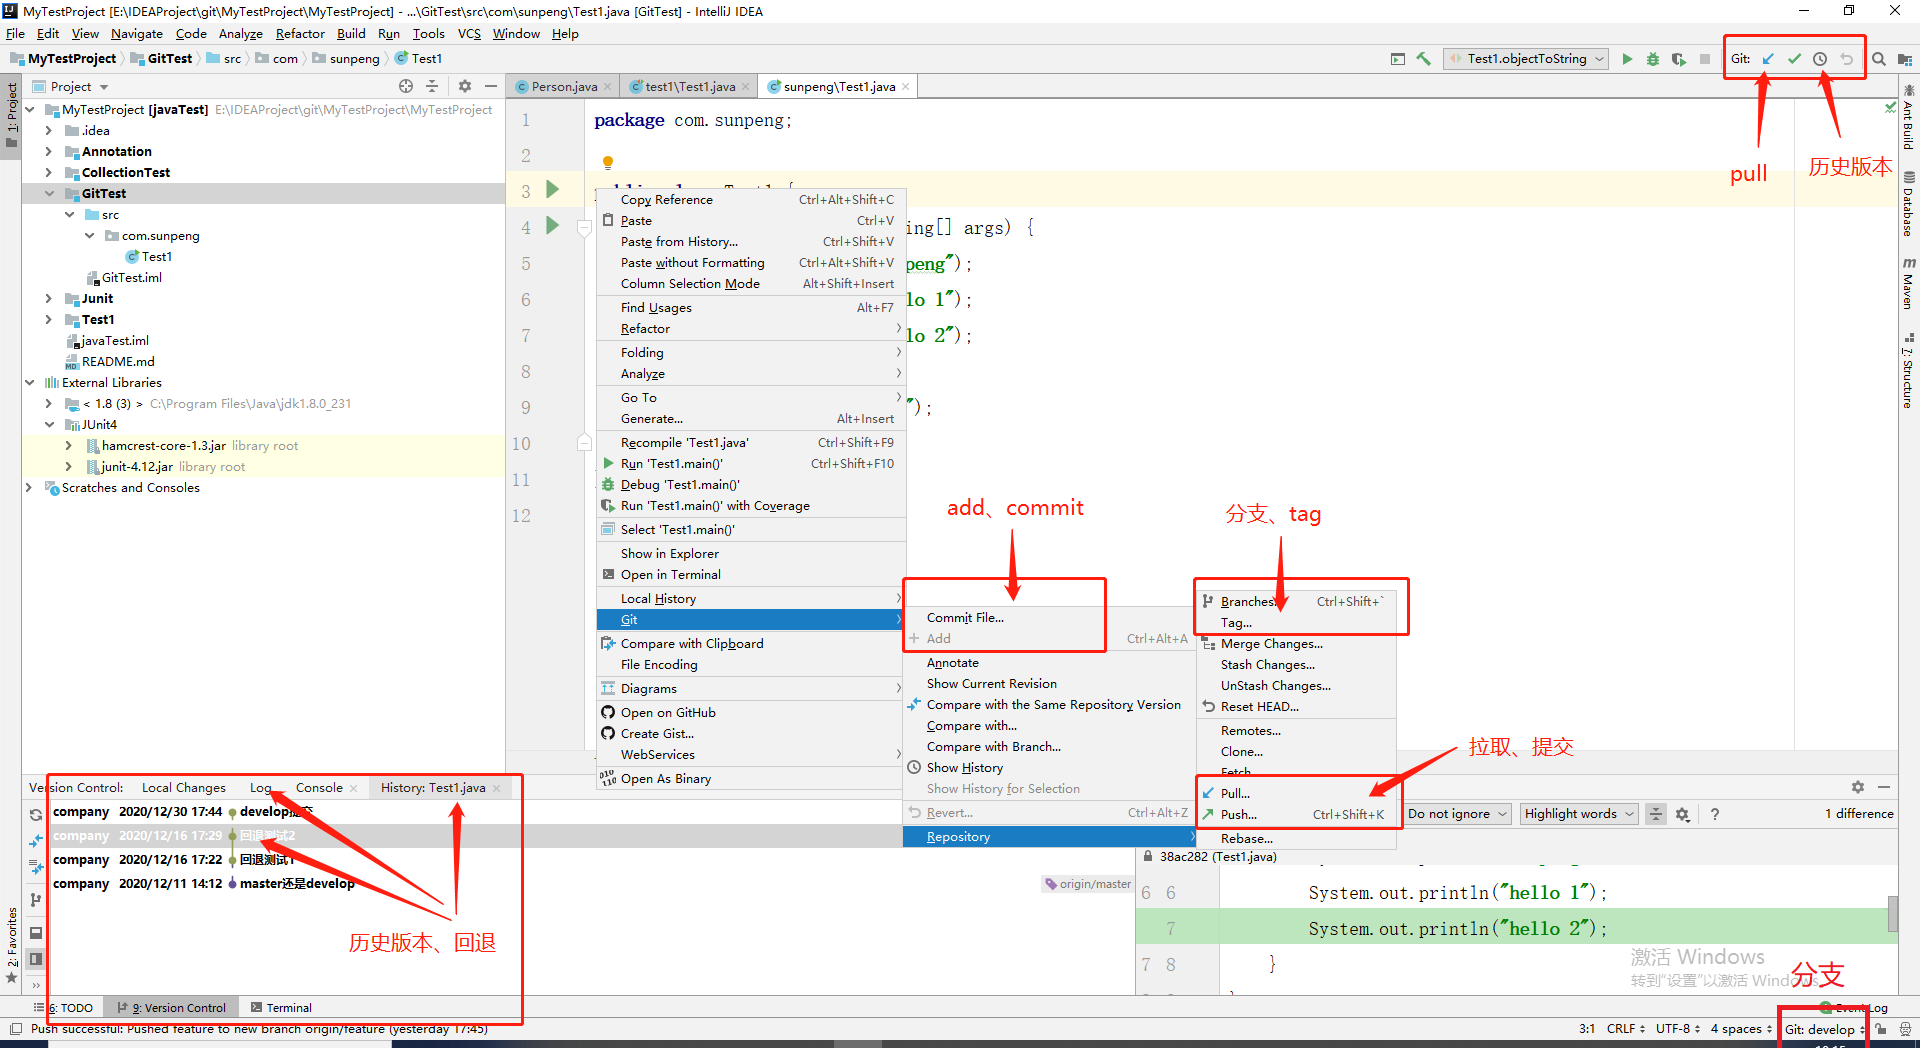 MyTestProject [E:\IDEAProject\git\MyTestProject\MyTestProject] - ...\GitTest\src\com\sunpeng\Test1.java [GitTest] - IntelliJ IDEA
File Edit View Navigate Code Analyze Refactor Build Run Tools VCS Window Help
MyTestProject GitTest src com sunpeng Test1
Test1.objectToString
Git:
Project
Person.java
test1\Test1.java
sunpeng\Test1.java
1: Project
MyTestProject [javaTest] E:\IDEAProject\git\MyTestProject\MyTestProject
.idea
Annotation
CollectionTest
GitTest
src
com.sunpeng
Test1
GitTest.iml
Junit
Test1
javaTest.iml
README.md
External Libraries
< 1.8 (3) > C:\Program Files\Java\jdk1.8.0_231
JUnit4
hamcrest-core-1.3.jar library root
junit-4.12.jar library root
Scratches and Consoles
1 package com.sunpeng;
2
3
4 ing[] args) {
5 peng");
6 lo 1");
7 lo 2");
8
9 ");
10
11
12
pull
历史版本
Ant Build
Database
Maven
7: Structure
Copy Reference Ctrl+Alt+Shift+C
Paste Ctrl+V
Paste from History... Ctrl+Shift+V
Paste without Formatting Ctrl+Alt+Shift+V
Column Selection Mode Alt+Shift+Insert
Find Usages Alt+F7
Refactor
Folding
Analyze
Go To
Generate... Alt+Insert
Recompile 'Test1.java' Ctrl+Shift+F9
Run 'Test1.main()' Ctrl+Shift+F10
Debug 'Test1.main()'
Run 'Test1.main()' with Coverage
Select 'Test1.main()'
Show in Explorer
Open in Terminal
Local History
Git
Compare with Clipboard
File Encoding
Diagrams
Open on GitHub
Create Gist...
WebServices
Open As Binary
add、commit
Commit File...
Add Ctrl+Alt+A
Annotate
Show Current Revision
Compare with the Same Repository Version
Compare with...
Compare with Branch...
Show History
Show History for Selection
Revert... Ctrl+Alt+Z
Repository
分支、tag
Branches... Ctrl+Shift+`
Tag...
Merge Changes...
Stash Changes...
UnStash Changes...
Reset HEAD...
Remotes...
Clone...
Fetch
Pull...
Push... Ctrl+Shift+K
Rebase...
拉取、提交
Version Control: Local Changes Log Console History: Test1.java
company 2020/12/30 17:44 develop提交
company 2020/12/16 17:29 回退测试2
company 2020/12/16 17:22 回退测试1
company 2020/12/11 14:12 master还是develop
origin/master
历史版本、回退
Do not ignore Highlight words ? 1 difference
38ac282 (Test1.java)
6 6 System.out.println("hello 1");
7 System.out.println("hello 2");
7 8 }
激活 Windows
转到"设置"以激活 Windows。
分支
2: Favorites
6: TODO 9: Version Control Terminal
Event Log
Push successful: Pushed feature to new branch origin/feature (yesterday 17:45)
3:1 CRLF UTF-8 4 spaces Git: develop